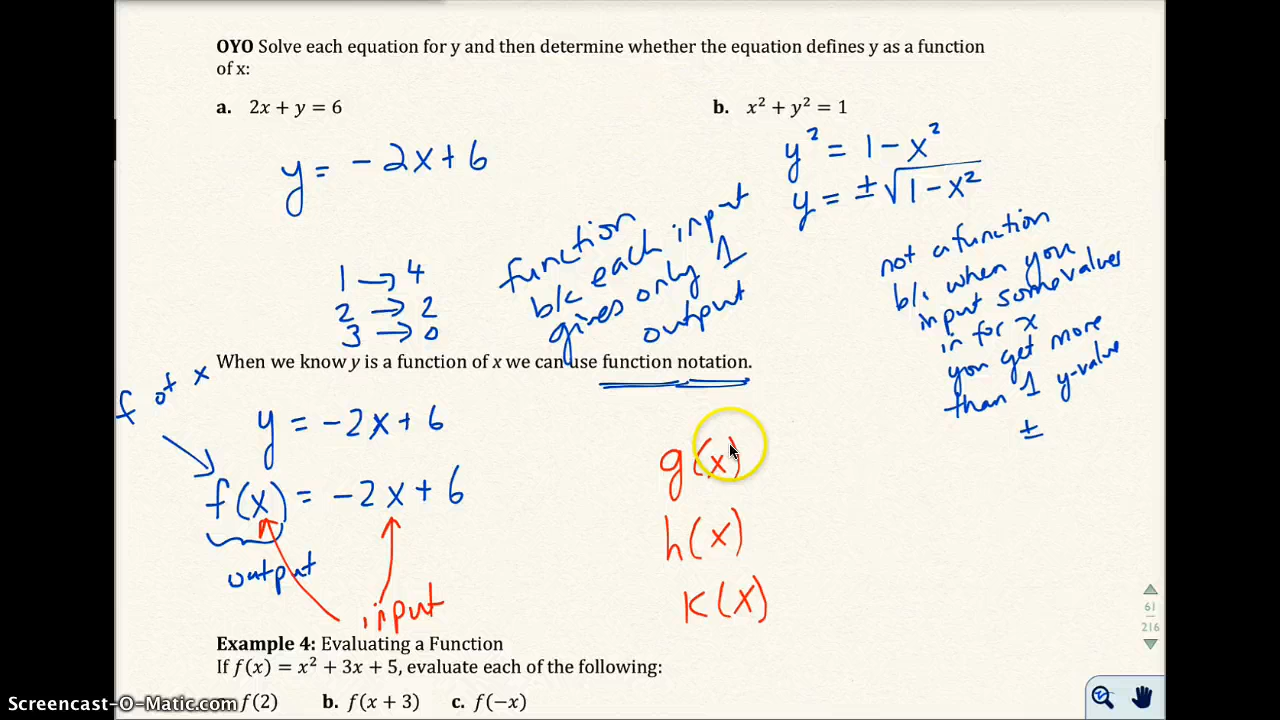 OYO Solve each equation for y and then determine whether the equation defines y as a function
of x:
a. 2x + y = 6
b. x² + y² = 1
y = -2x+6
y² = 1 - x²
y = ±√1-x²
1 → 4
2 → 2
3 → 0
function
b/c each input
gives only 1
output
not a function
b/c when you
input some values
in for x
you get more
than 1 y-value
±
When we know y is a function of x we can use function notation.
f of x
y = -2x+6
f(x) = -2x+6
output
input
g(x)
h(x)
k(x)
Example 4: Evaluating a Function
If f(x) = x² + 3x + 5, evaluate each of the following:
f(2)
b. f(x + 3)
c. f(−x)
61
216
Screencast-O-Matic.com